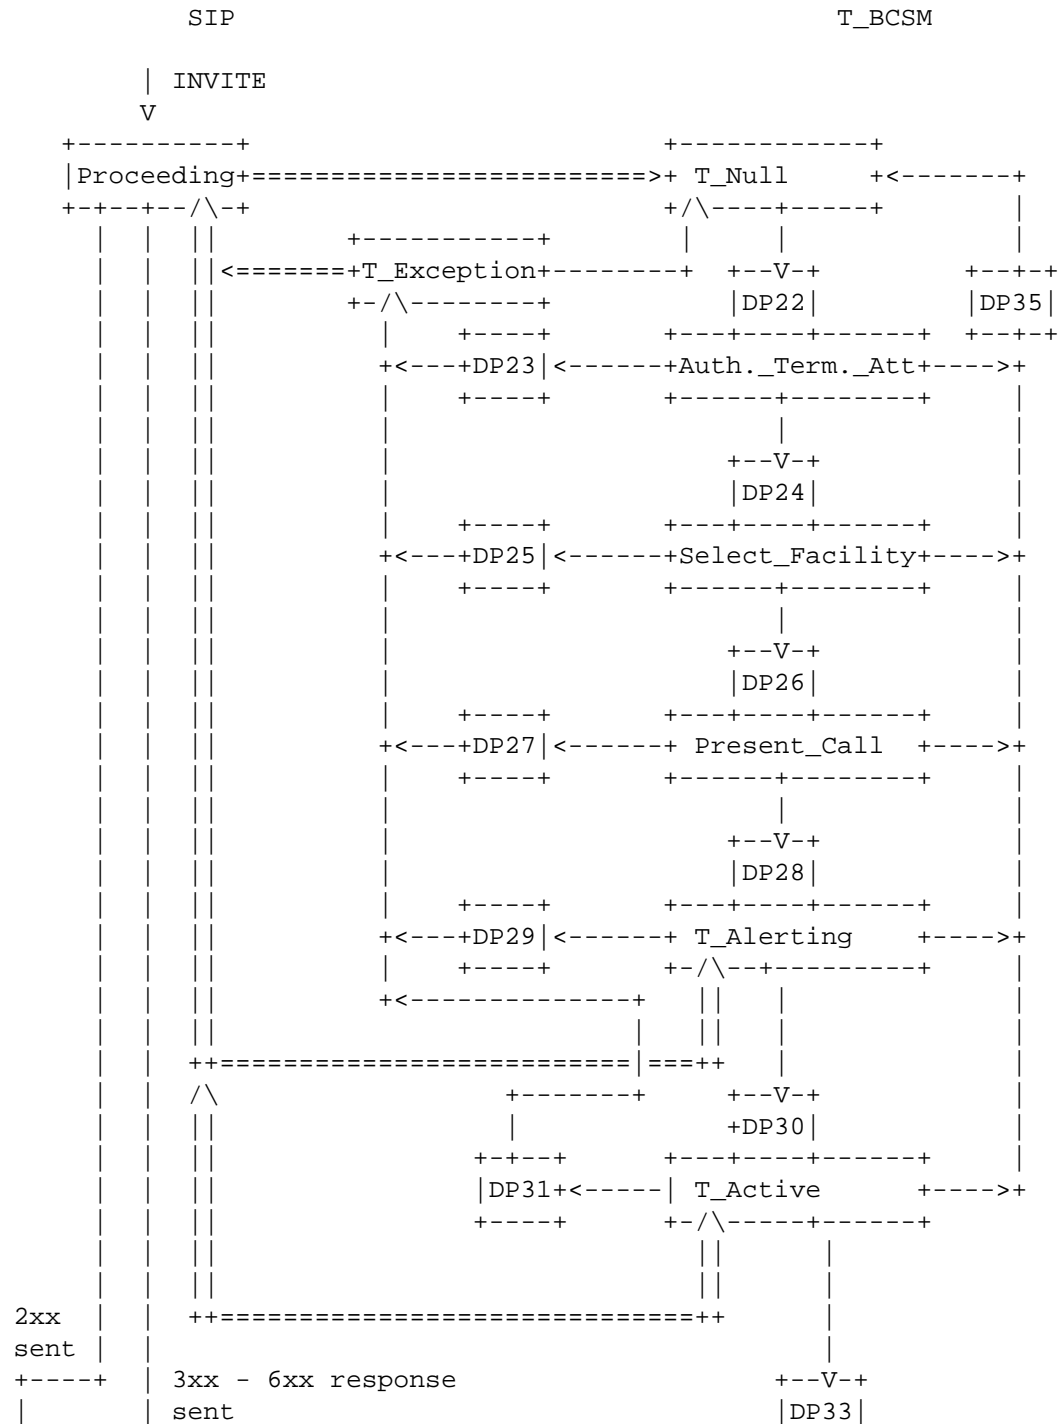 SIP T_BCSM
INVITE
V
Proceeding T_Null
T_Exception V
DP22 DP35
DP23 Auth._Term._Att
V
DP24
DP25 Select_Facility
V
DP26
DP27 Present_Call
V
DP28
DP29 T_Alerting
V
DP30
DP31 T_Active
2xx
sent
3xx - 6xx response V
sent DP33